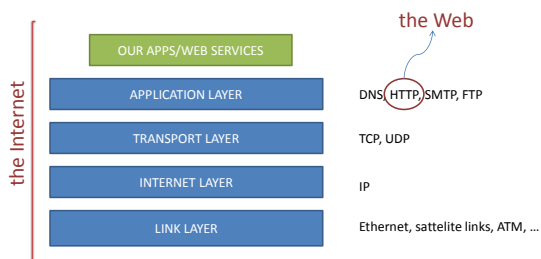 the Web
OUR APPS/WEB SERVICES
APPLICATION LAYER
DNS, HTTP, SMTP, FTP
TRANSPORT LAYER
TCP, UDP
INTERNET LAYER
IP
LINK LAYER
Ethernet, sattelite links, ATM, …
the Internet